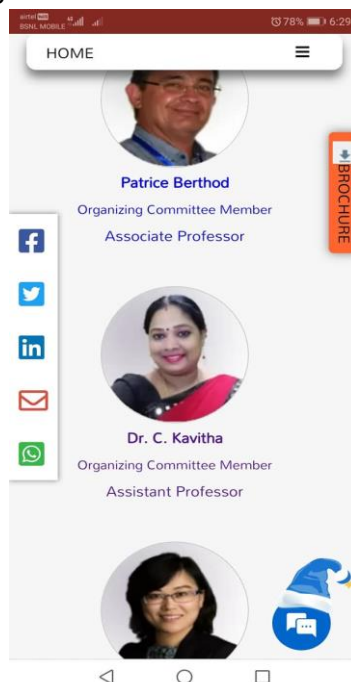 airtel
BSNL MOBILE
78%
6:29
HOME
BROCHURE
Patrice Berthod
Organizing Committee Member
Associate Professor
in
Dr. C. Kavitha
Organizing Committee Member
Assistant Professor